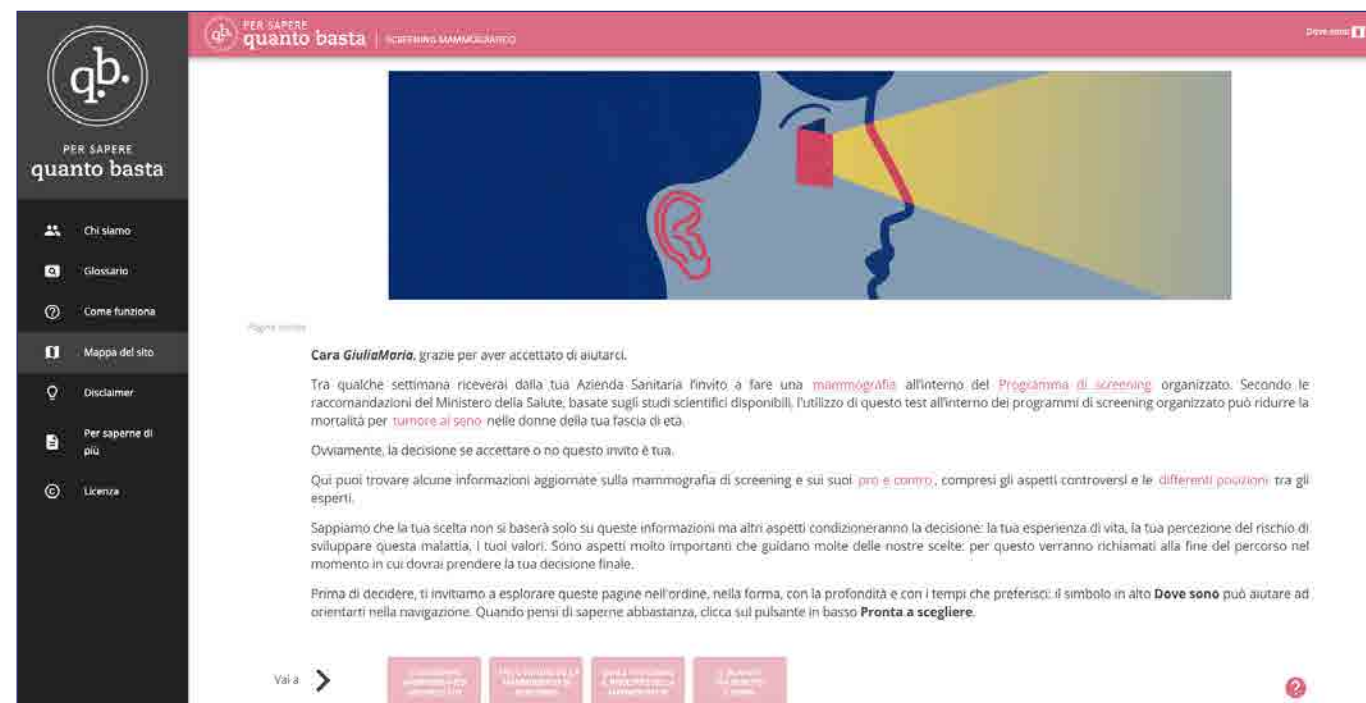 q.b.
PER SAPERE
quanto basta
Chi siamo
Glossario
Come funziona
Mappa del sito
Disclaimer
Per saperne di
più
Licenza
q.b.
PER SAPERE
quanto basta | SCREENING MAMMOGRAFICO
Dove sono
Pagina iniziale
Cara GiuliaMaria, grazie per aver accettato di aiutarci.
Tra qualche settimana riceverai dalla tua Azienda Sanitaria l'invito a fare una mammografia all'interno del Programma di screening organizzato. Secondo le
raccomandazioni del Ministero della Salute, basate sugli studi scientifici disponibili, l'utilizzo di questo test all'interno dei programmi di screening organizzato può ridurre la
mortalità per tumore al seno nelle donne della tua fascia di età.
Ovviamente, la decisione se accettare o no questo invito è tua.
Qui puoi trovare alcune informazioni aggiornate sulla mammografia di screening e sui suoi pro e contro, compresi gli aspetti controversi e le differenti posizioni tra gli
esperti.
Sappiamo che la tua scelta non si baserà solo su queste informazioni ma altri aspetti condizioneranno la decisione: la tua esperienza di vita, la tua percezione del rischio di
sviluppare questa malattia, i tuoi valori. Sono aspetti molto importanti che guidano molte delle nostre scelte: per questo verranno richiamati alla fine del percorso nel
momento in cui dovrai prendere la tua decisione finale.
Prima di decidere, ti invitiamo a esplorare queste pagine nell'ordine, nella forma, con la profondità e con i tempi che preferisci: il simbolo in alto Dove sono può aiutare ad
orientarti nella navigazione. Quando pensi di saperne abbastanza, clicca sul pulsante in basso Pronta a scegliere.
Vai a